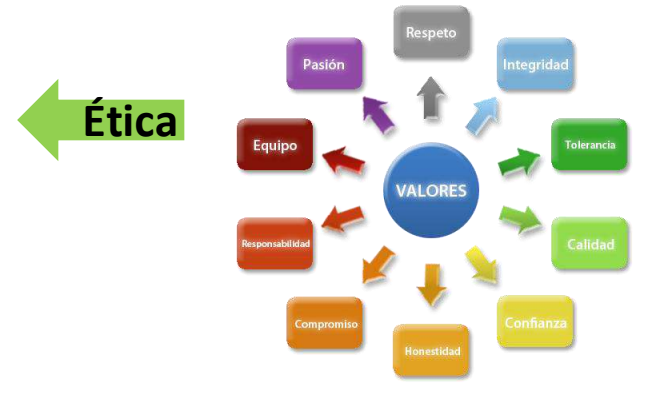 Ética
VALORES
Respeto
Integridad
Tolerancia
Calidad
Confianza
Honestidad
Compromiso
Responsabilidad
Equipo
Pasión